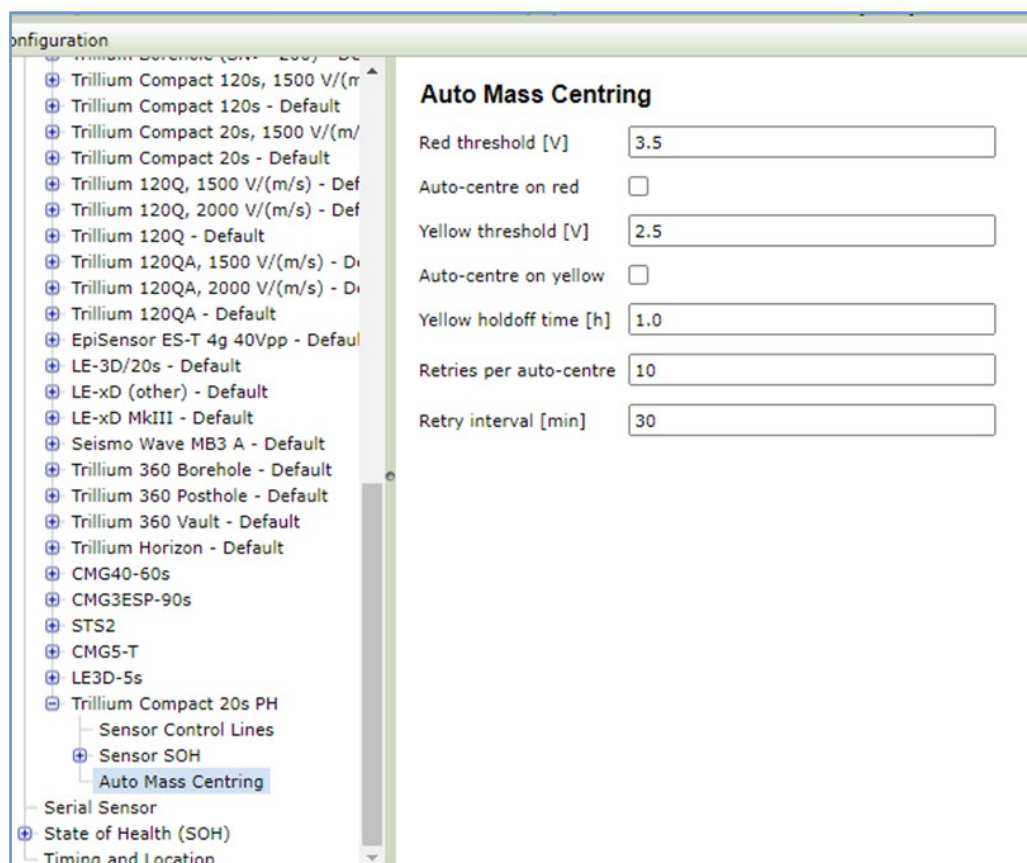 onfiguration
Trillium Compact 120s, 1500 V/(m
Trillium Compact 120s - Default
Trillium Compact 20s, 1500 V/(m/
Trillium Compact 20s - Default
Trillium 120Q, 1500 V/(m/s) - Def
Trillium 120Q, 2000 V/(m/s) - Def
Trillium 120Q - Default
Trillium 120QA, 1500 V/(m/s) - D
Trillium 120QA, 2000 V/(m/s) - D
Trillium 120QA - Default
EpiSensor ES-T 4g 40Vpp - Defaul
LE-3D/20s - Default
LE-xD (other) - Default
LE-xD MkIII - Default
Seismo Wave MB3 A - Default
Trillium 360 Borehole - Default
Trillium 360 Posthole - Default
Trillium 360 Vault - Default
Trillium Horizon - Default
CMG40-60s
CMG3ESP-90s
STS2
CMG5-T
LE3D-5s
Trillium Compact 20s PH
Sensor Control Lines
Sensor SOH
Auto Mass Centring
Serial Sensor
State of Health (SOH)
Timing and Location
Auto Mass Centring
Red threshold [V] 3.5
Auto-centre on red
Yellow threshold [V] 2.5
Auto-centre on yellow
Yellow holdoff time [h] 1.0
Retries per auto-centre 10
Retry interval [min] 30